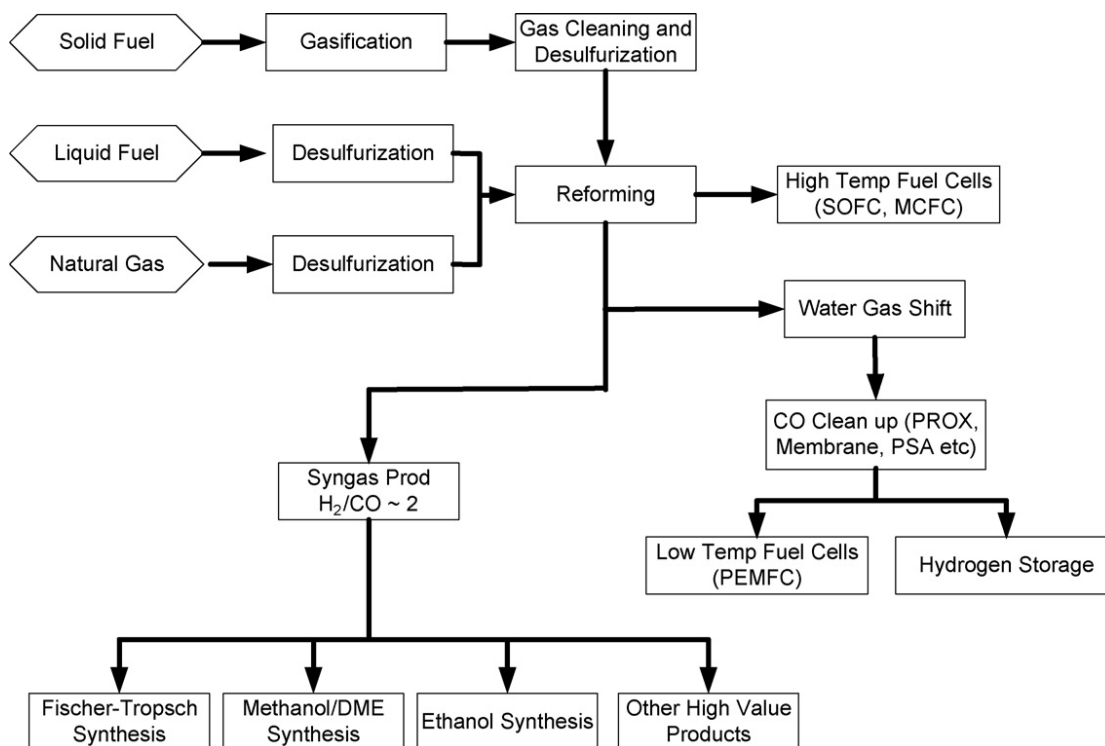 Solid Fuel
Gasification
Gas Cleaning and
Desulfurization
Liquid Fuel
Desulfurization
Reforming
High Temp Fuel Cells
(SOFC, MCFC)
Natural Gas
Desulfurization
Water Gas Shift
CO Clean up (PROX,
Membrane, PSA etc)
Syngas Prod
H₂/CO ~ 2
Low Temp Fuel Cells
(PEMFC)
Hydrogen Storage
Fischer-Tropsch
Synthesis
Methanol/DME
Synthesis
Ethanol Synthesis
Other High Value
Products